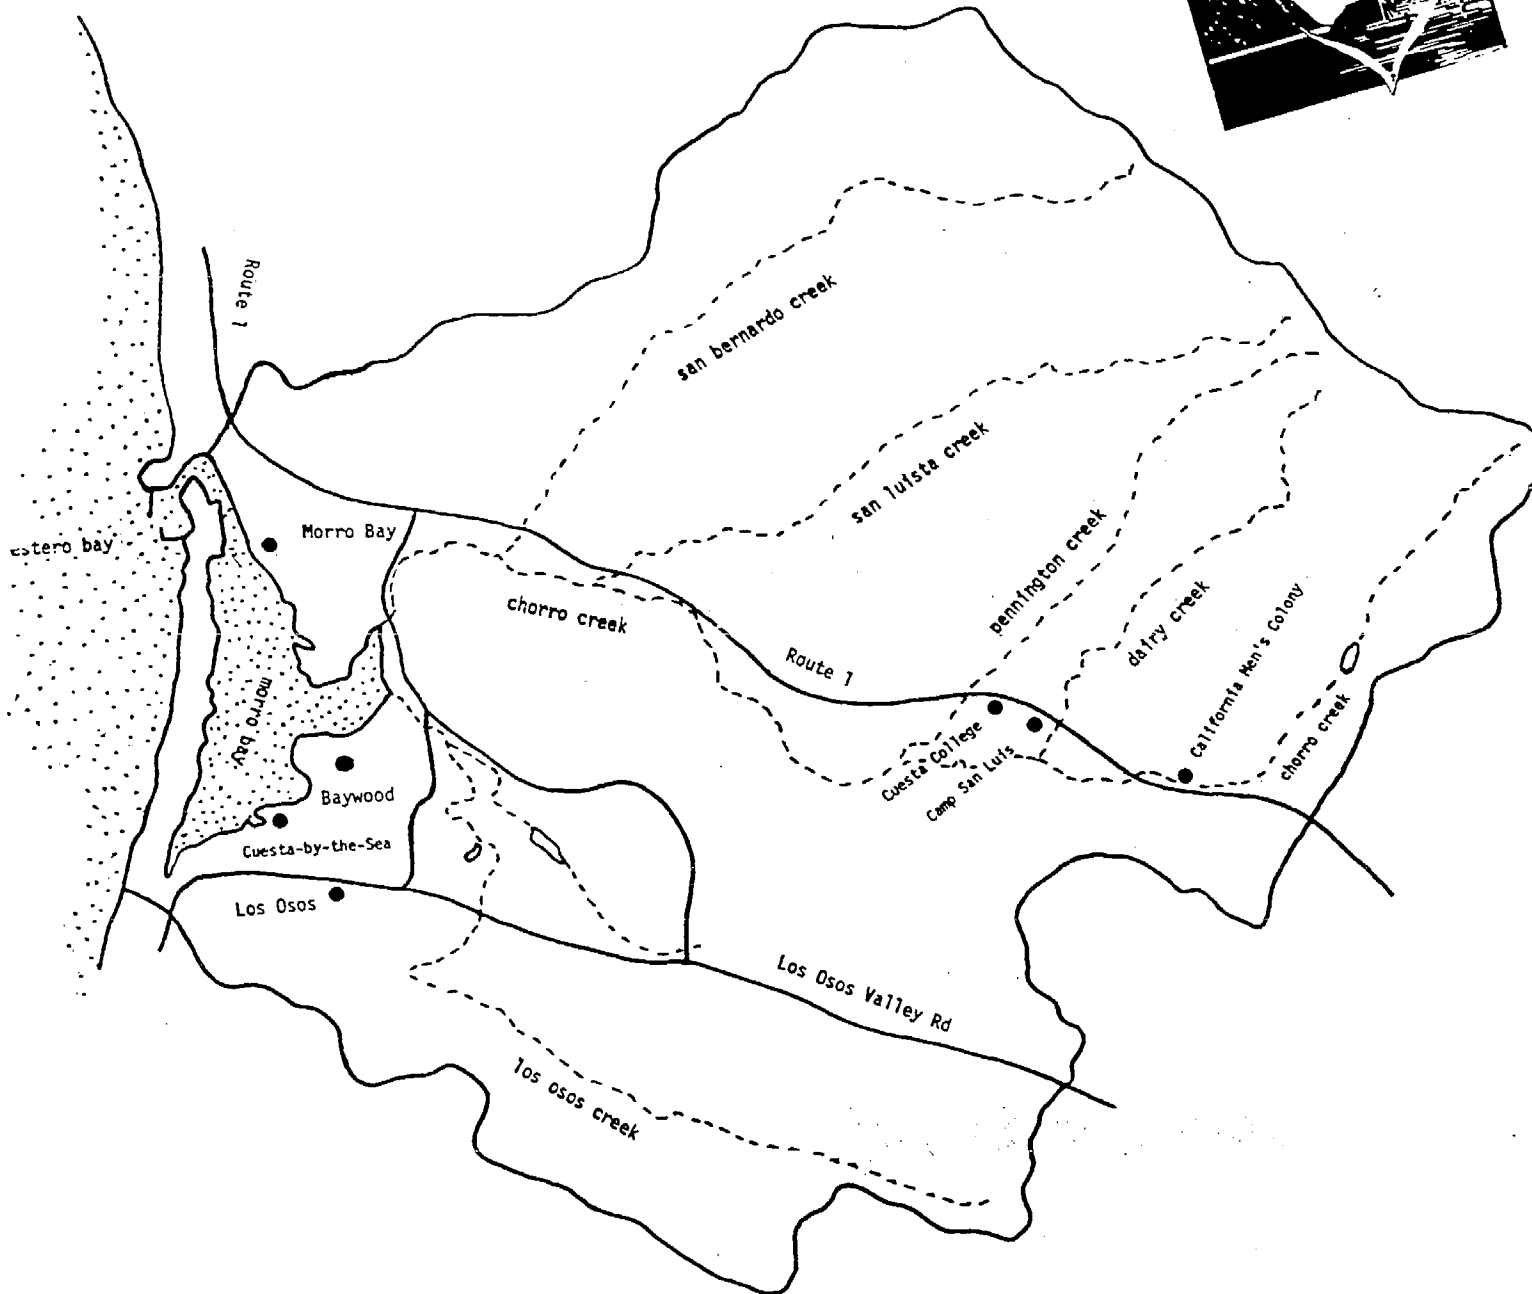 Route 1
san bernardo creek
san luista creek
Morro Bay
estero bay
chorro creek
pennington creek
dairy creek
California Men's Colony
Route 1
morro bay
Cuesta College
Camp San Luis
chorro creek
Baywood
Cuesta-by-the-Sea
Los Osos
Los Osos Valley Rd
los osos creek